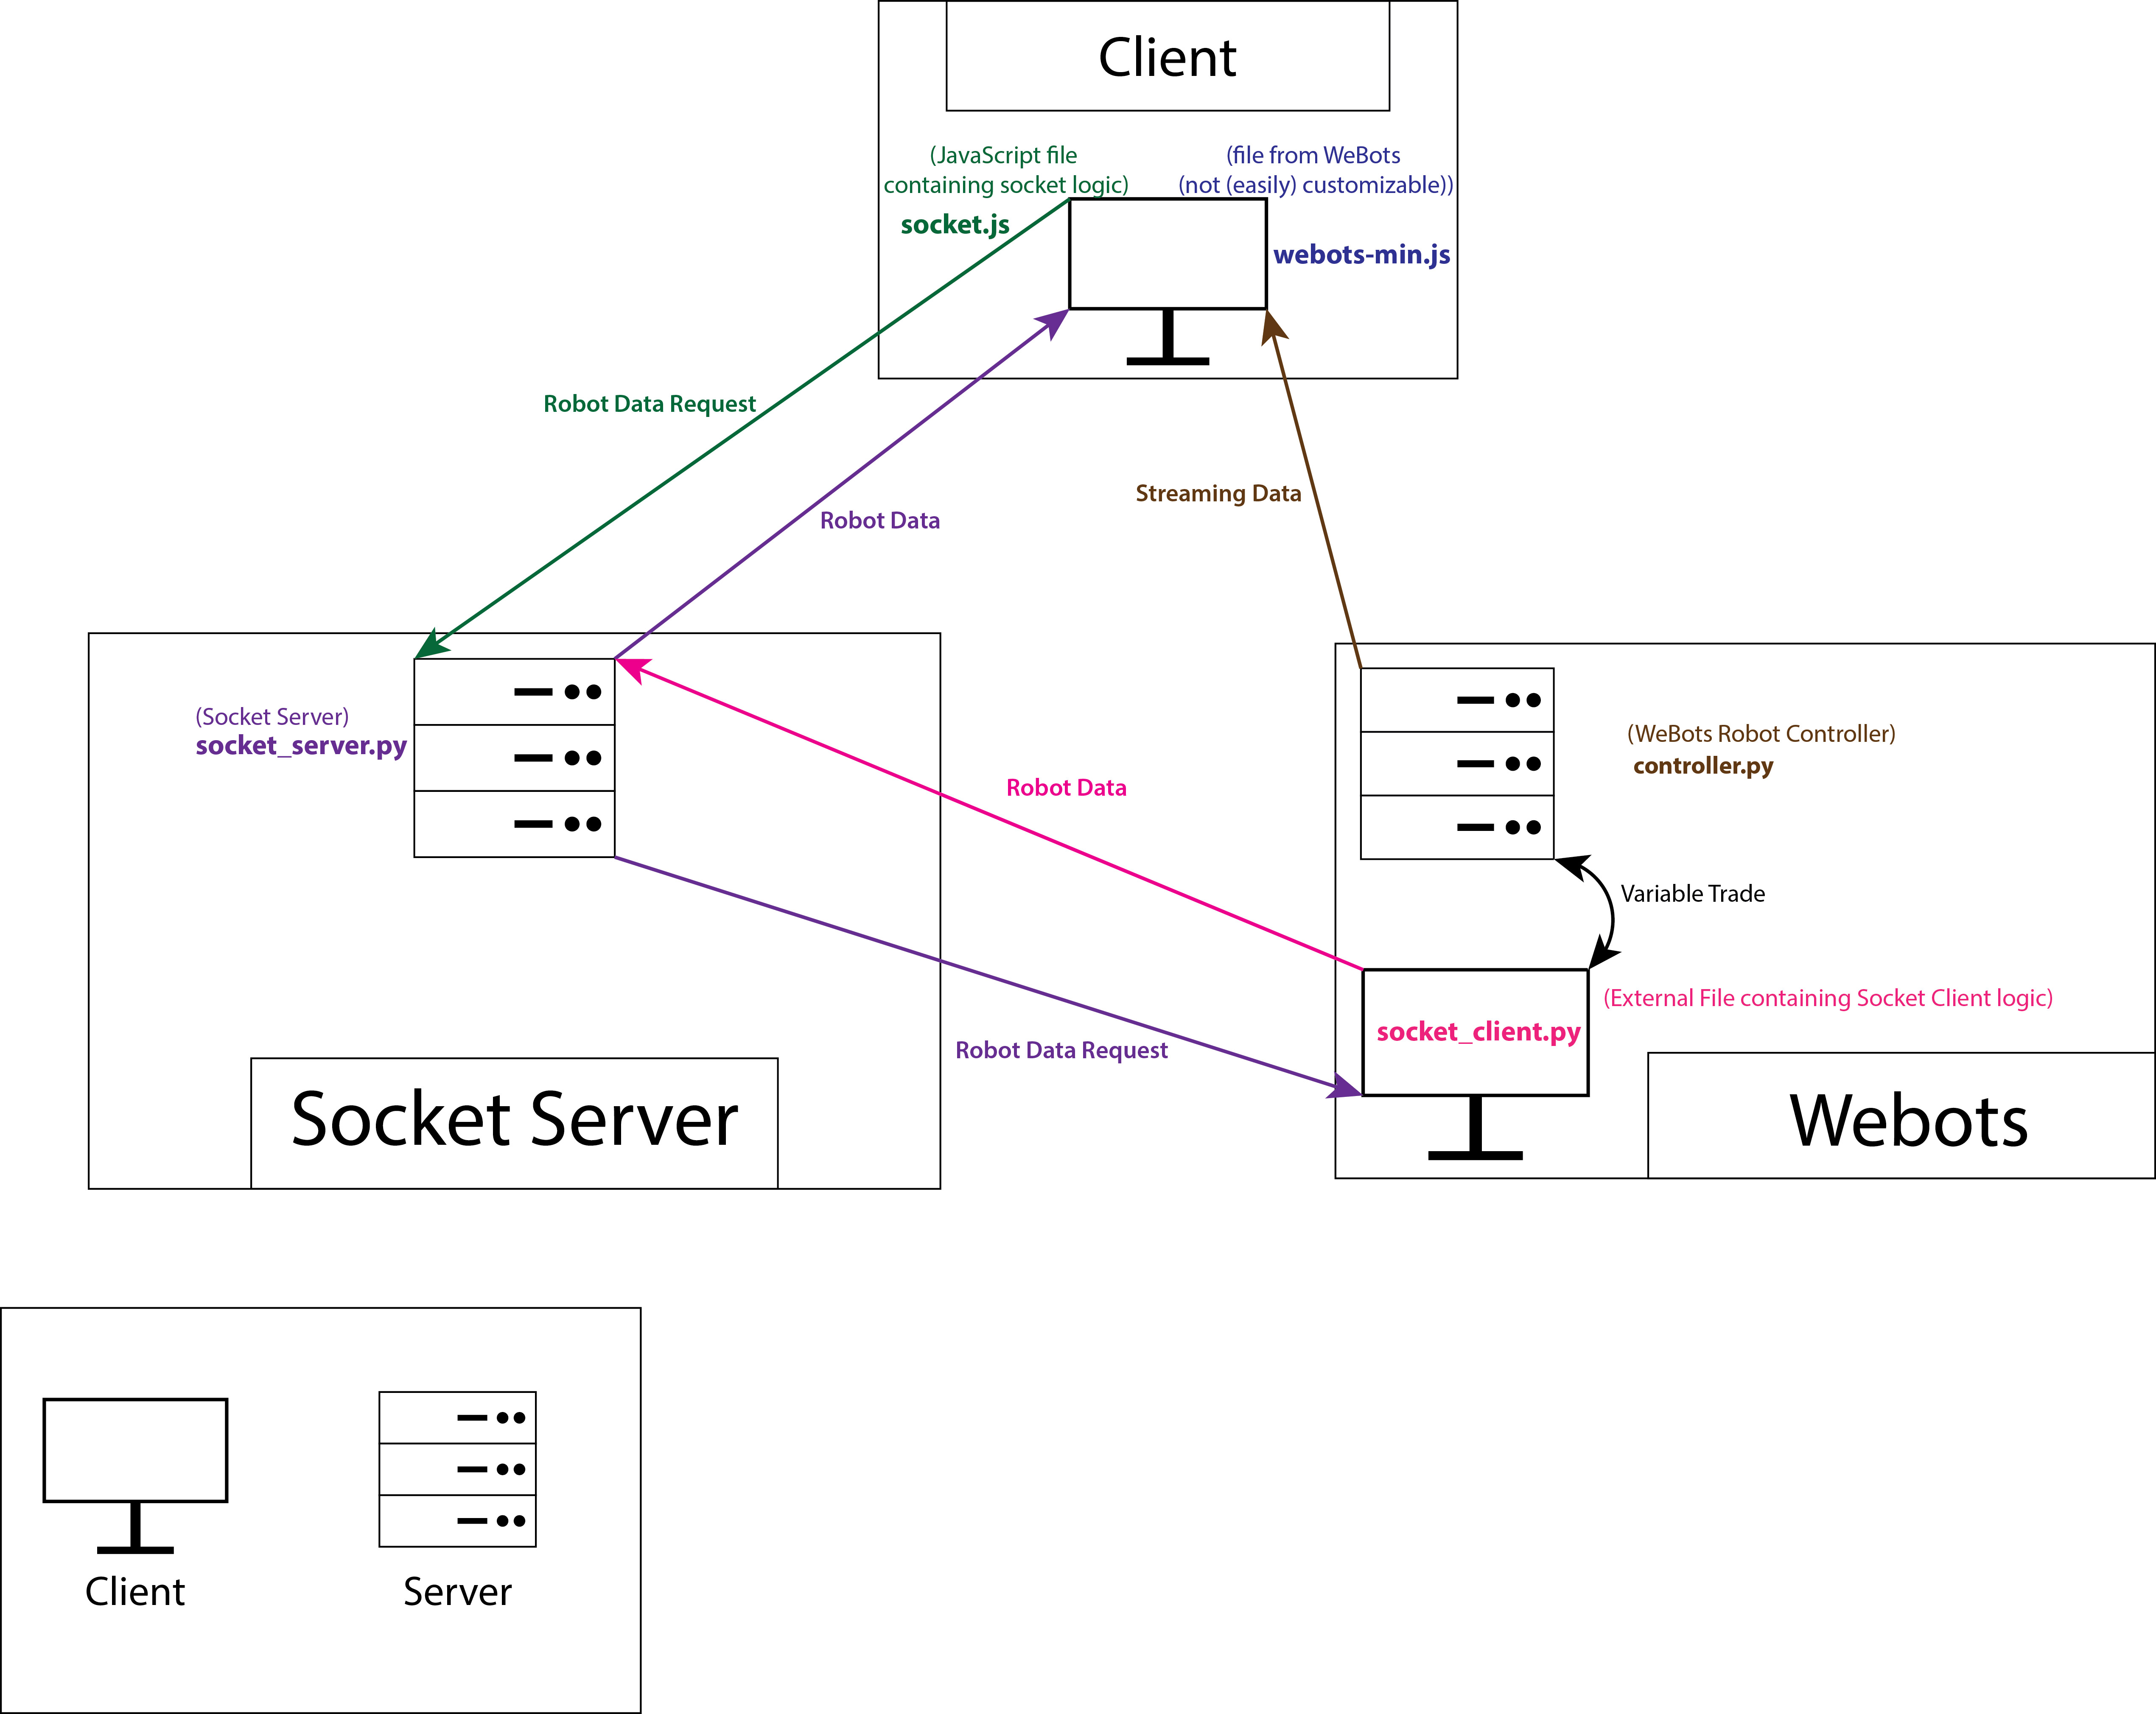 Client
(JavaScript file
containing socket logic)
socket.js
(file from WeBots
(not (easily) customizable))
webots-min.js
Robot Data Request
Robot Data
Streaming Data
(Socket Server)
socket_server.py
Robot Data
Robot Data Request
Socket Server
(WeBots Robot Controller)
controller.py
Variable Trade
(External File containing Socket Client logic)
socket_client.py
Webots
Client
Server